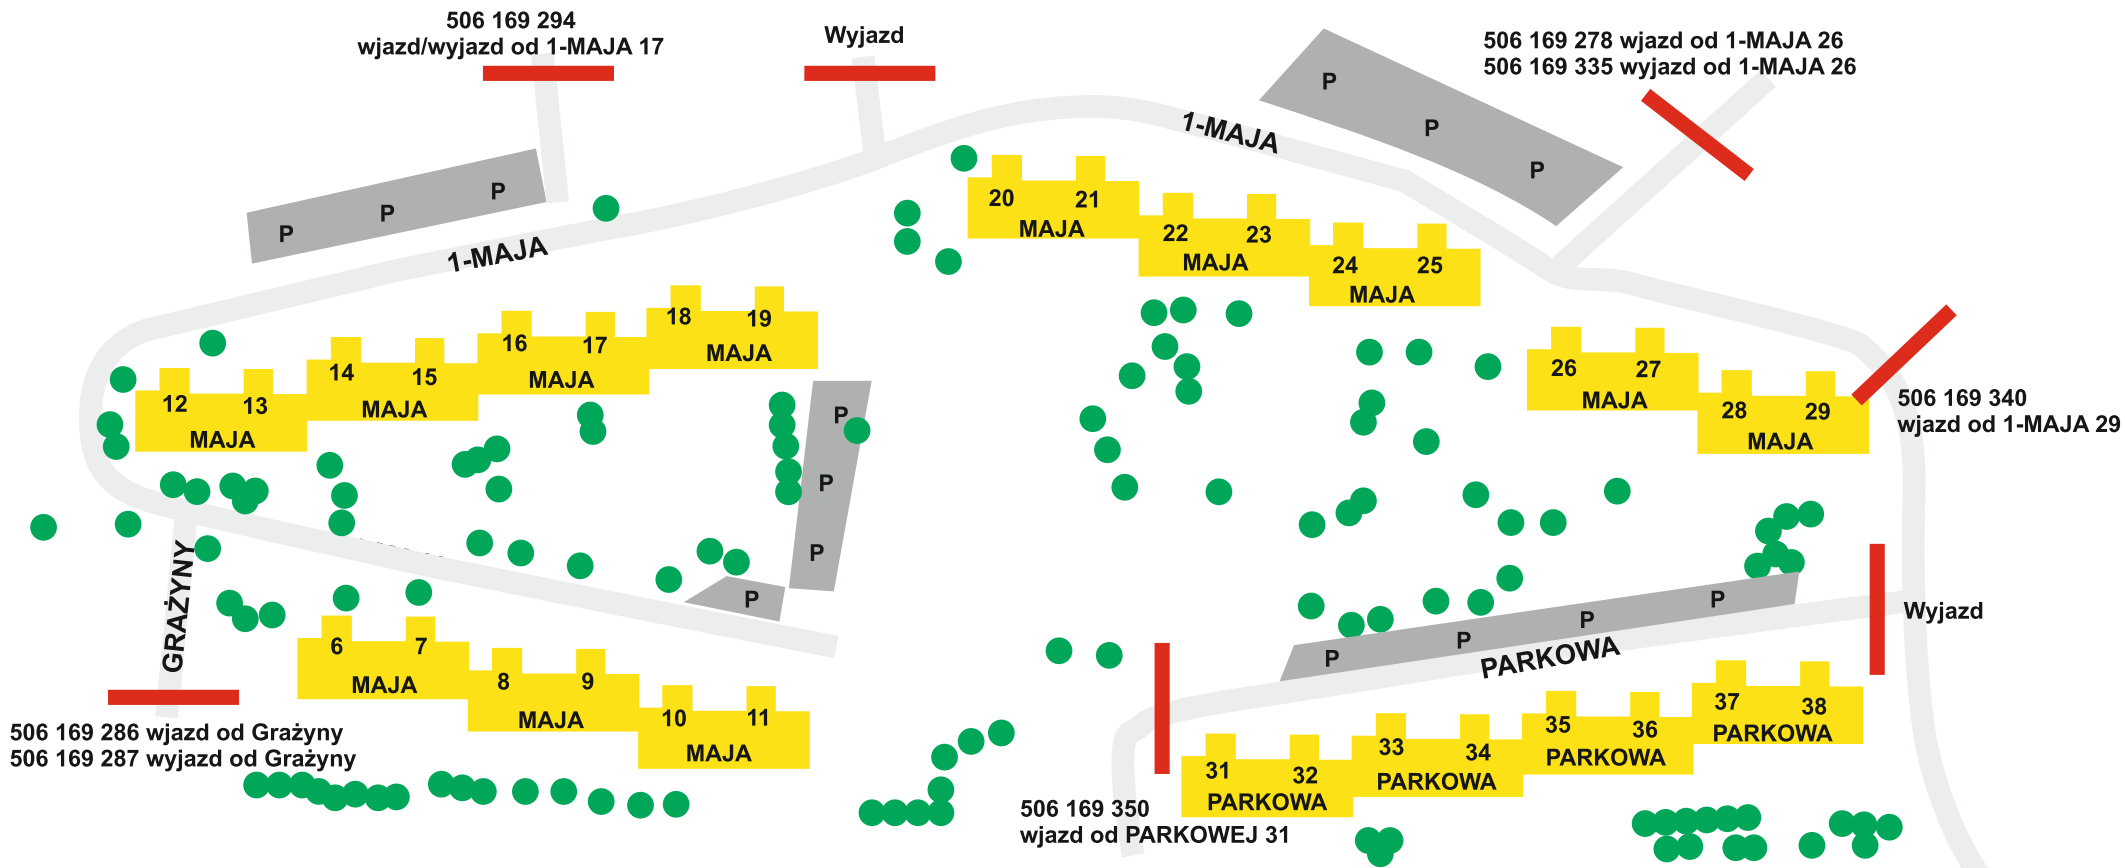 506 169 294
wjazd/wyjazd od 1-MAJA 17
Wyjazd
506 169 278 wjazd od 1-MAJA 26
506 169 335 wyjazd od 1-MAJA 26
P
P
P
1-MAJA
P
P
P
1-MAJA
20 21
MAJA
22 23
MAJA
24 25
MAJA
18 19
MAJA
16 17
MAJA
14 15
MAJA
12 13
MAJA
26 27
MAJA
28 29
MAJA
506 169 340
wjazd od 1-MAJA 29
P
P
P
P
GRAŻYNY
6 7
MAJA
8 9
MAJA
10 11
MAJA
506 169 286 wjazd od Grażyny
506 169 287 wyjazd od Grażyny
P
P
P
P
PARKOWA
Wyjazd
37 38
PARKOWA
35 36
PARKOWA
33 34
PARKOWA
31 32
PARKOWA
506 169 350
wjazd od PARKOWEJ 31